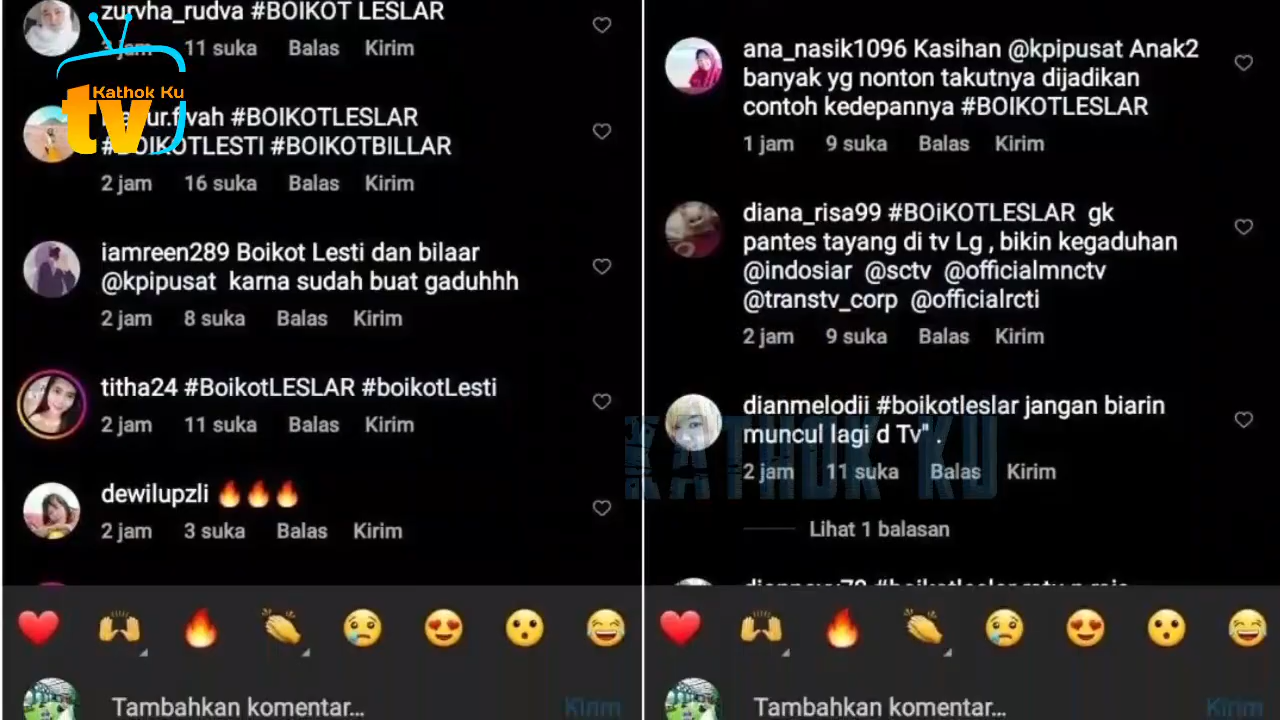 zurvha_rudva #BOIKOT LESLAR
jam 11 suka Balas Kirim
Kathok Ku
tv
#BOIKOTLESLAR
#BOIKOTLESTI #BOIKOTBILLAR
2 jam 16 suka Balas Kirim
iamreen289 Boikot Lesti dan bilaar
@kpipusat karna sudah buat gaduhhh
2 jam 8 suka Balas Kirim
titha24 #BoikotLESLAR #boikotLesti
2 jam 11 suka Balas Kirim
dewilupzli 🔥🔥🔥
2 jam 3 suka Balas Kirim
Tambahkan komentar... Kirim
ana_nasik1096 Kasihan @kpipusat Anak2
banyak yg nonton takutnya dijadikan
contoh kedepannya #BOIKOTLESLAR
1 jam 9 suka Balas Kirim
diana_risa99 #BOiKOTLESLAR gk
pantes tayang di tv Lg , bikin kegaduhan
@indosiar @sctv @officialmnctv
@transtv_corp @officialrcti
2 jam 9 suka Balas Kirim
dianmelodii #boikotleslar jangan biarin
muncul lagi d Tv" .
2 jam 11 suka Balas Kirim
KATHOK KU
Lihat 1 balasan
#boikotleslar
Tambahkan komentar... Kirim